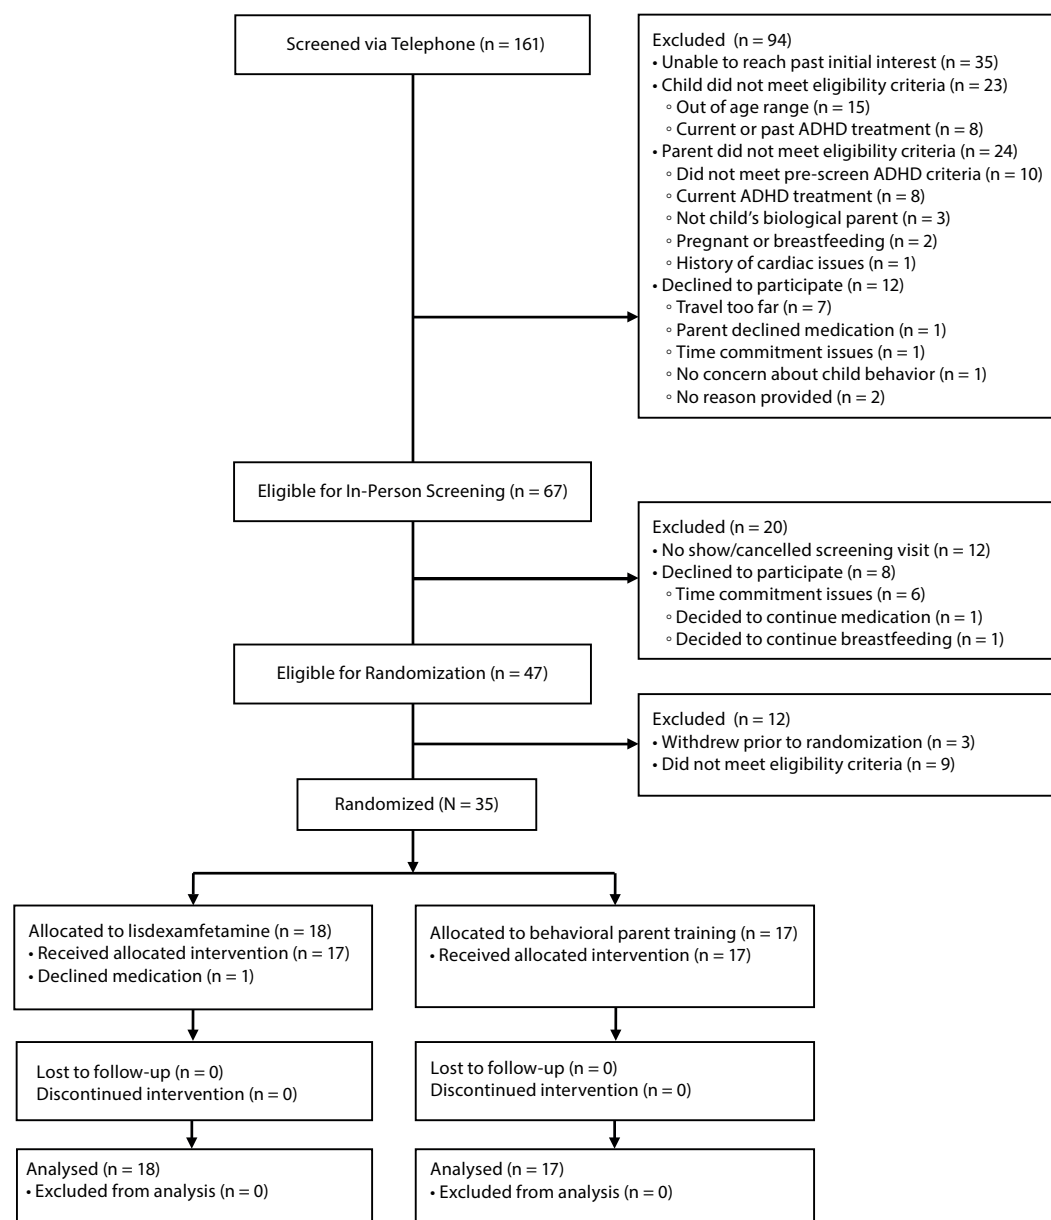 Screened via Telephone (n = 161)
Excluded (n = 94)
• Unable to reach past initial interest (n = 35)
• Child did not meet eligibility criteria (n = 23)
◦ Out of age range (n = 15)
◦ Current or past ADHD treatment (n = 8)
• Parent did not meet eligibility criteria (n = 24)
◦ Did not meet pre-screen ADHD criteria (n = 10)
◦ Current ADHD treatment (n = 8)
◦ Not child’s biological parent (n = 3)
◦ Pregnant or breastfeeding (n = 2)
◦ History of cardiac issues (n = 1)
• Declined to participate (n = 12)
◦ Travel too far (n = 7)
◦ Parent declined medication (n = 1)
◦ Time commitment issues (n = 1)
◦ No concern about child behavior (n = 1)
◦ No reason provided (n = 2)
Eligible for In-Person Screening (n = 67)
Excluded (n = 20)
• No show/cancelled screening visit (n = 12)
• Declined to participate (n = 8)
◦ Time commitment issues (n = 6)
◦ Decided to continue medication (n = 1)
◦ Decided to continue breastfeeding (n = 1)
Eligible for Randomization (n = 47)
Excluded (n = 12)
• Withdrew prior to randomization (n = 3)
• Did not meet eligibility criteria (n = 9)
Randomized (N = 35)
Allocated to lisdexamfetamine (n = 18)
• Received allocated intervention (n = 17)
• Declined medication (n = 1)
Allocated to behavioral parent training (n = 17)
• Received allocated intervention (n = 17)
Lost to follow-up (n = 0)
Discontinued intervention (n = 0)
Lost to follow-up (n = 0)
Discontinued intervention (n = 0)
Analysed (n = 18)
• Excluded from analysis (n = 0)
Analysed (n = 17)
• Excluded from analysis (n = 0)